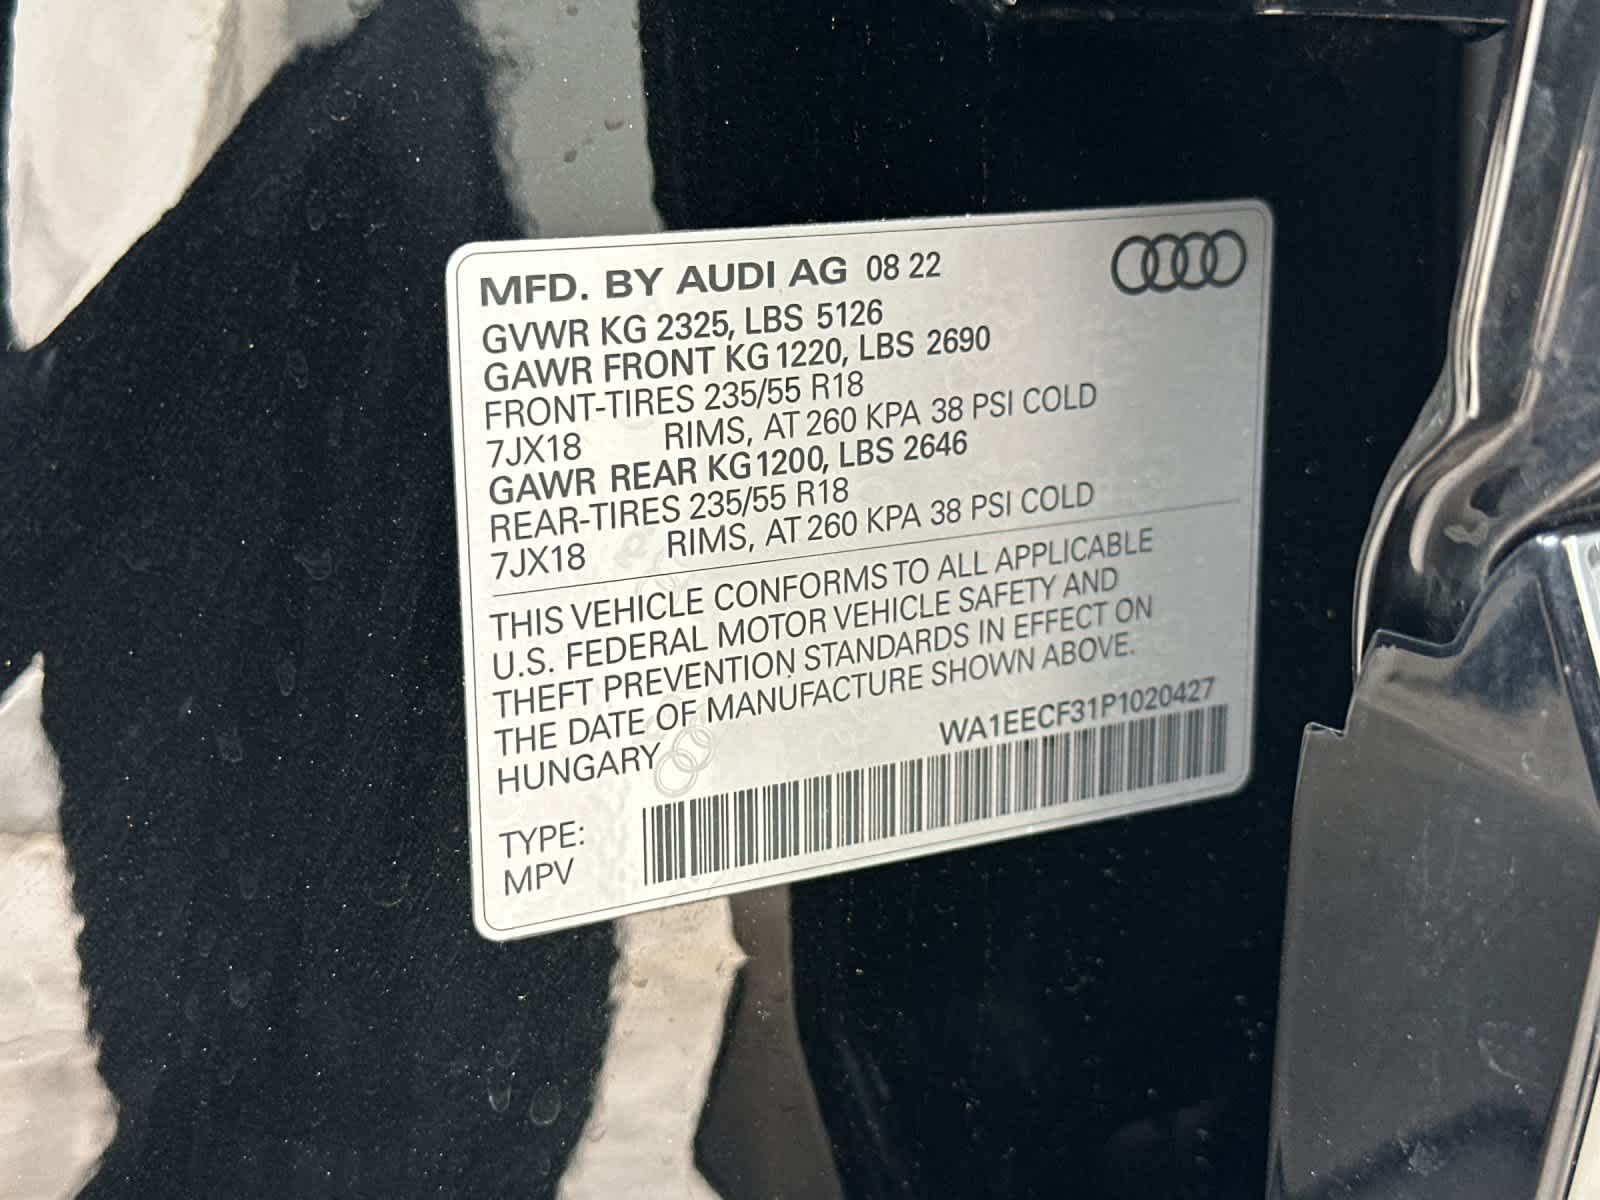 MFD. BY AUDI AG 08 22
GVWR KG 2325, LBS 5126
GAWR FRONT KG 1220, LBS 2690
FRONT-TIRES 235/55 R18
7JX18 RIMS, AT 260 KPA 38 PSI COLD
GAWR REAR KG 1200, LBS 2646
REAR-TIRES 235/55 R18
7JX18 RIMS, AT 260 KPA 38 PSI COLD
THIS VEHICLE CONFORMS TO ALL APPLICABLE
U.S. FEDERAL MOTOR VEHICLE SAFETY AND
THEFT PREVENTION STANDARDS IN EFFECT ON
THE DATE OF MANUFACTURE SHOWN ABOVE.
HUNGARY
WA1EECF31P1020427
TYPE:
MPV